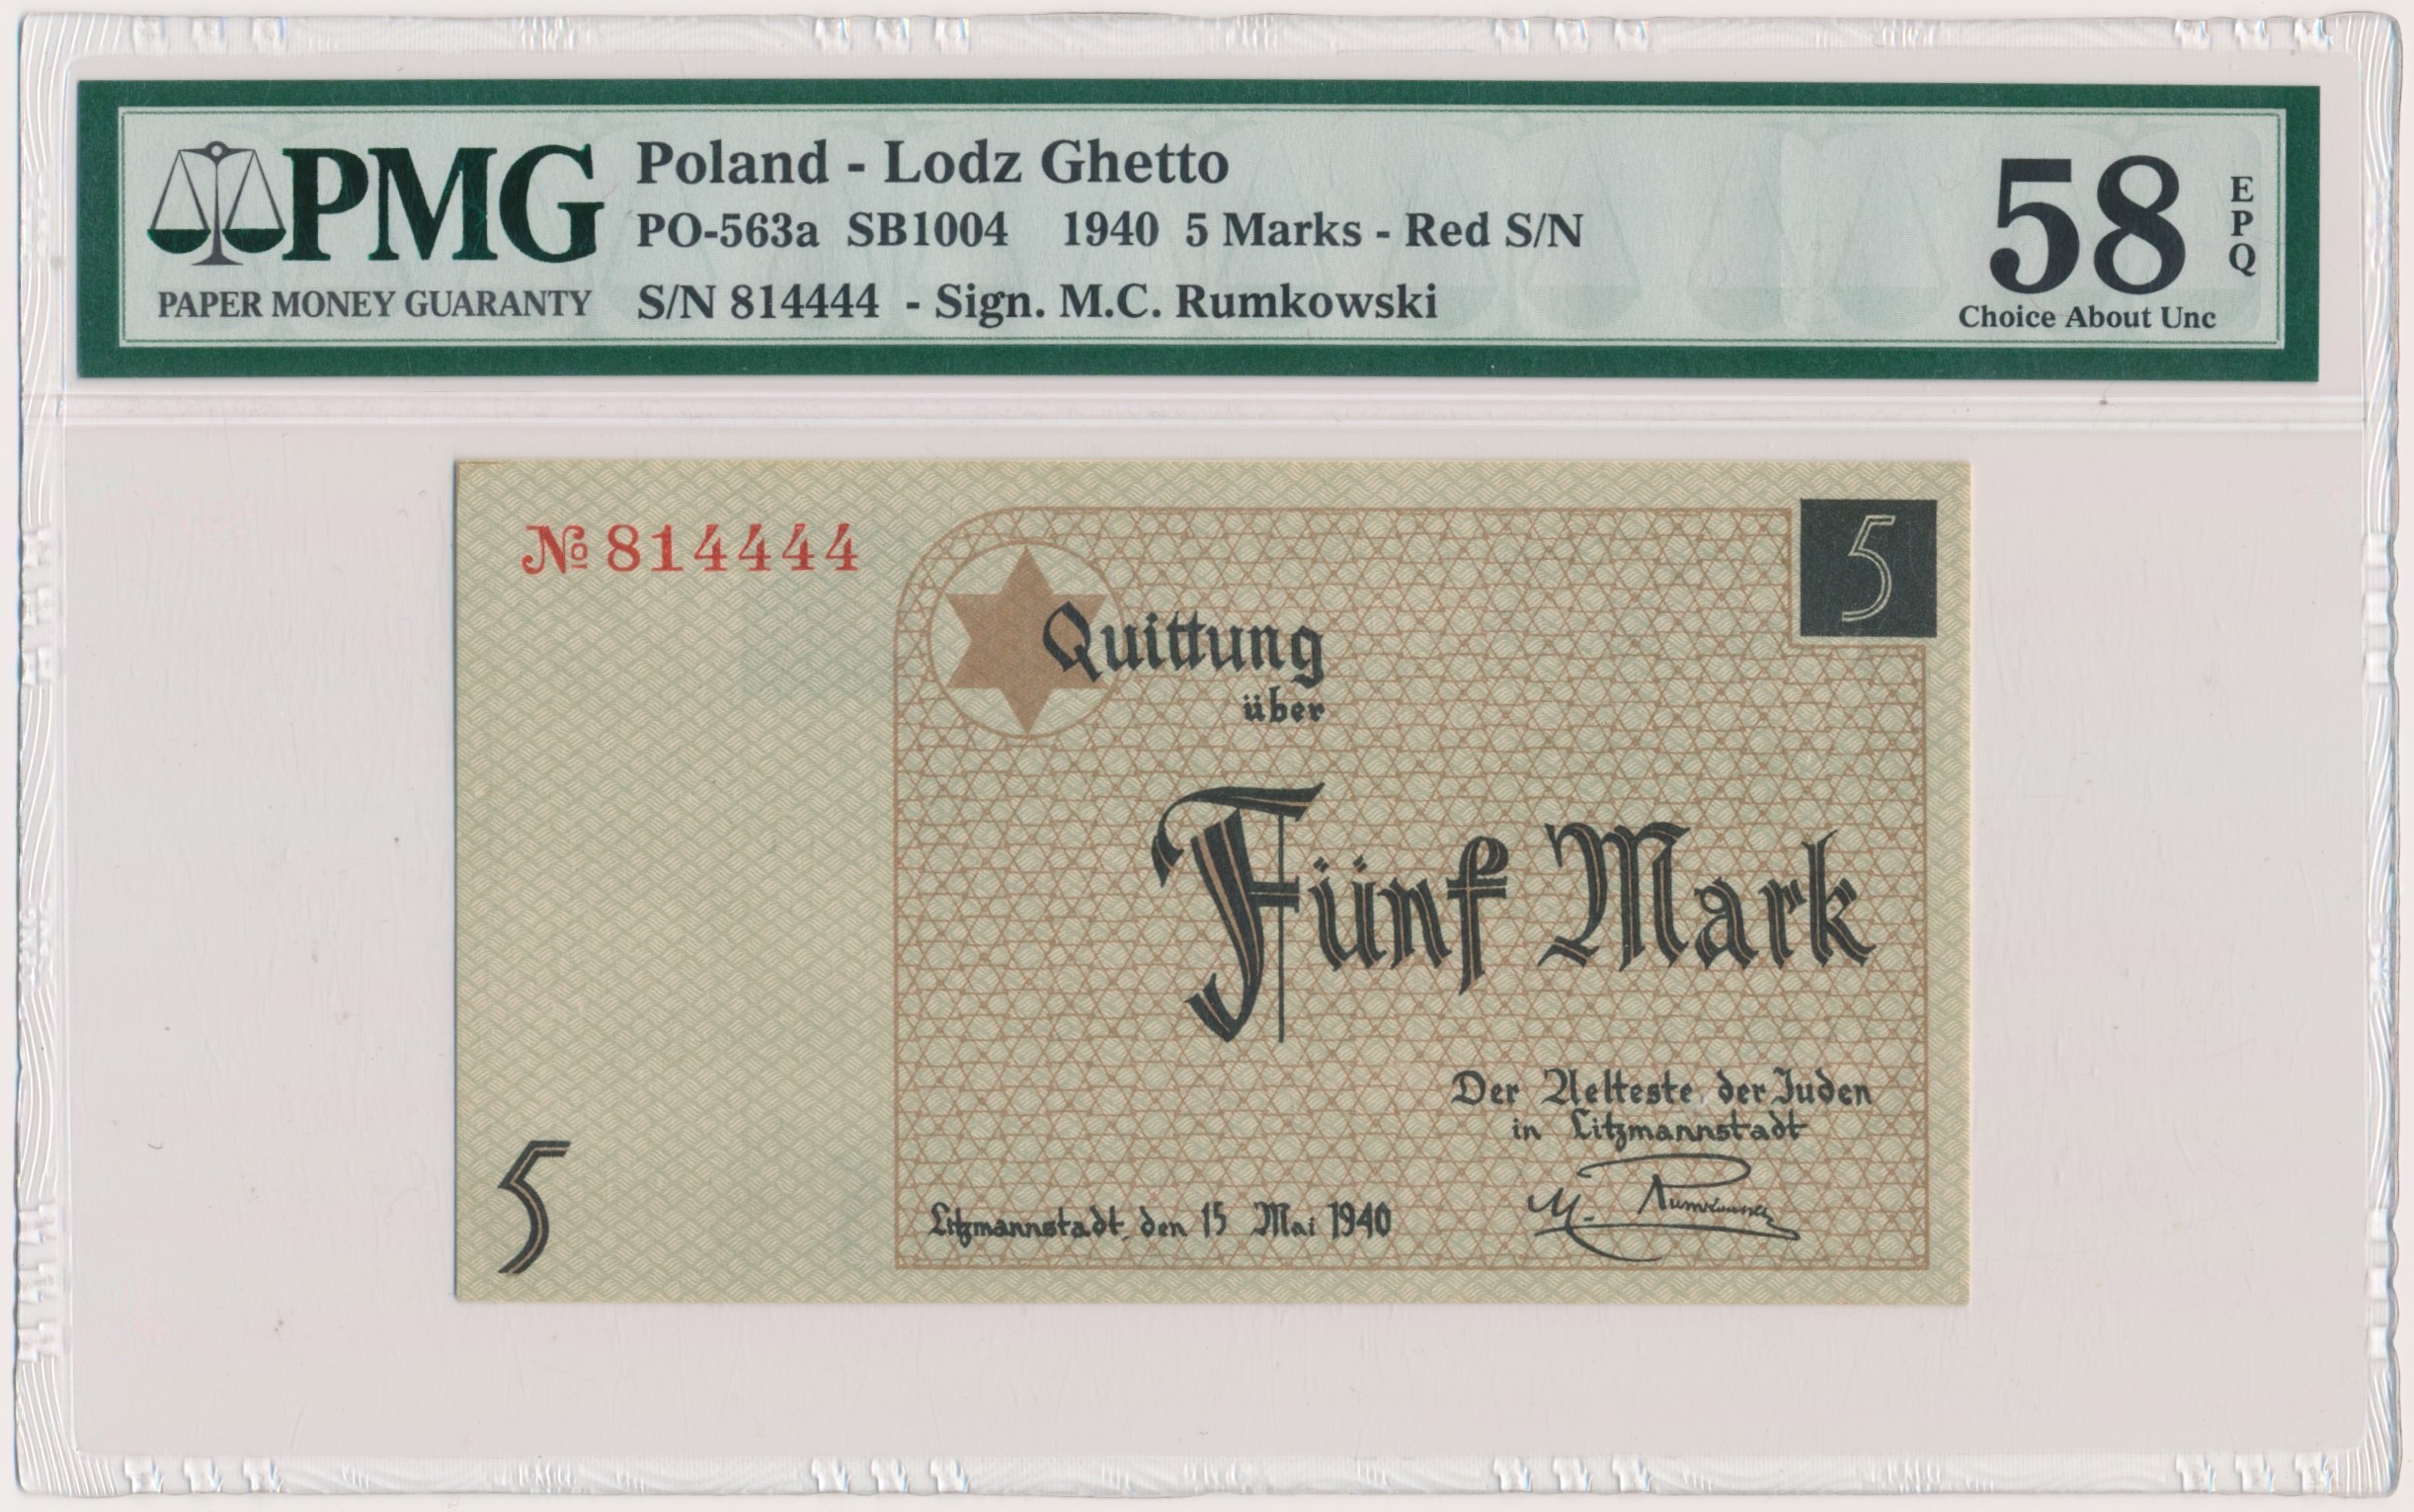 PMG
PAPER MONEY GUARANTY
Poland - Lodz Ghetto
PO-563a SB1004 1940 5 Marks - Red S/N
S/N 814444 - Sign. M.C. Rumkowski
58
EPQ
Choice About Unc
№ 814444
5
Quittung
über
Fünf Mark
Der Aelteste der Juden
in Litzmannstadt
M. Rumkowski
Litzmannstadt, den 15 Mai 1940
5